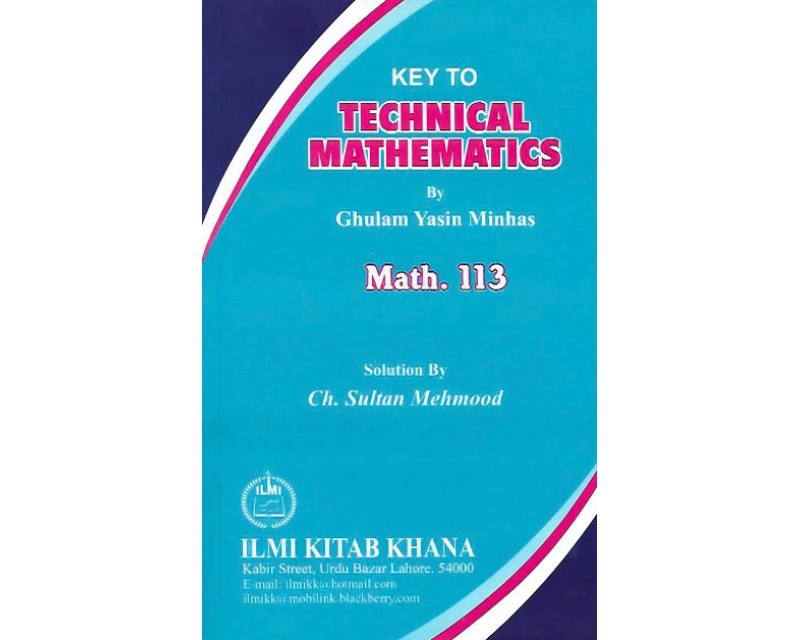 KEY TO
TECHNICAL
MATHEMATICS
By
Ghulam Yasin Minhas
Math. 113
Solution By
Ch. Sultan Mehmood
ILMI
ILMI KITAB KHANA
Kabir Street, Urdu Bazar Lahore. 54000
E-mail: ilmikk@hotmail.com
ilmikk@mobilink.blackberry.com